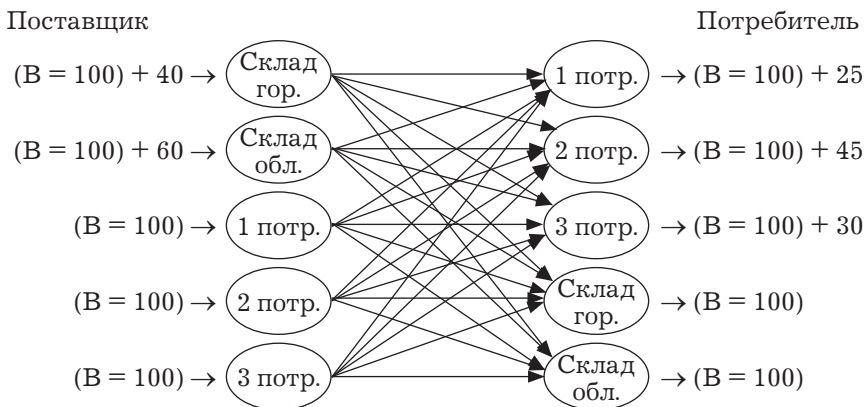 Поставщик Потребитель
(В = 100) + 40 → Склад гор. 1 потр. → (В = 100) + 25
(В = 100) + 60 → Склад обл. 2 потр. → (В = 100) + 45
(В = 100) → 1 потр. 3 потр. → (В = 100) + 30
(В = 100) → 2 потр. Склад гор. → (В = 100)
(В = 100) → 3 потр. Склад обл. → (В = 100)